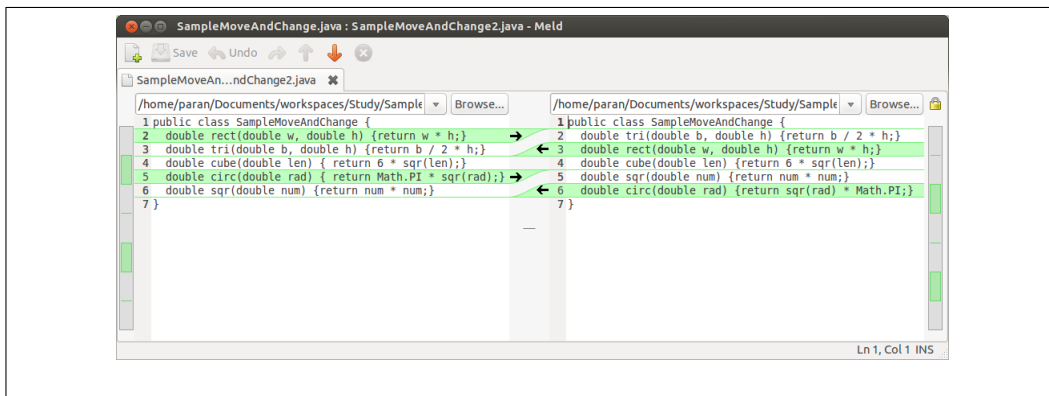 SampleMoveAndChange.java : SampleMoveAndChange2.java - Meld
Save Undo
SampleMoveAn...ndChange2.java
/home/paran/Documents/workspaces/Study/Sample Browse...
1 public class SampleMoveAndChange {
2 double rect(double w, double h) {return w * h;}
3 double tri(double b, double h) {return b / 2 * h;}
4 double cube(double len) { return 6 * sqr(len);}
5 double circ(double rad) { return Math.PI * sqr(rad);}
6 double sqr(double num) {return num * num;}
7 }
/home/paran/Documents/workspaces/Study/Sample Browse...
1 public class SampleMoveAndChange {
2 double tri(double b, double h) {return b / 2 * h;}
3 double rect(double w, double h) {return w * h;}
4 double cube(double len) {return 6 * sqr(len);}
5 double sqr(double num) {return num * num;}
6 double circ(double rad) {return sqr(rad) * Math.PI;}
7 }
Ln 1, Col 1 INS